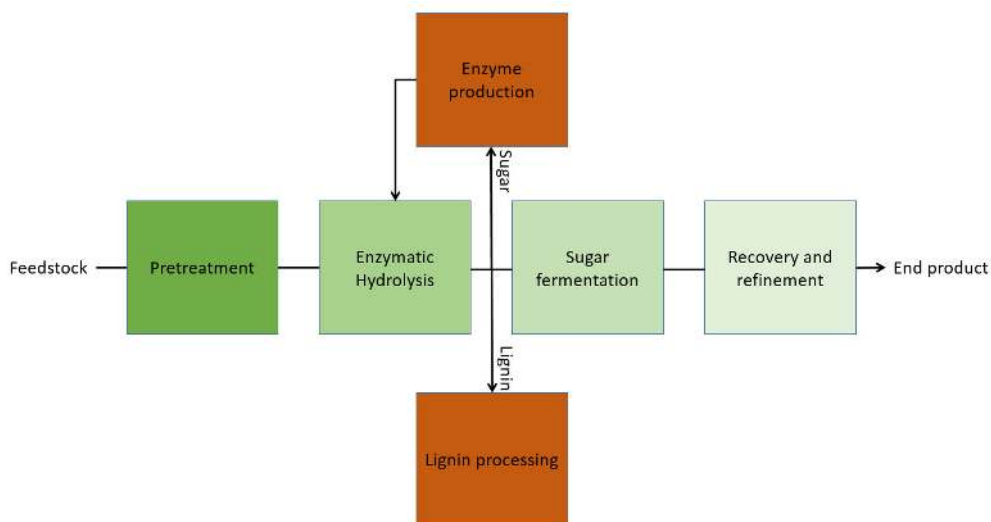 Enzyme
production
Sugar
Feedstock
Pretreatment
Enzymatic
Hydrolysis
Sugar
fermentation
Recovery and
refinement
End product
Lignin
Lignin processing